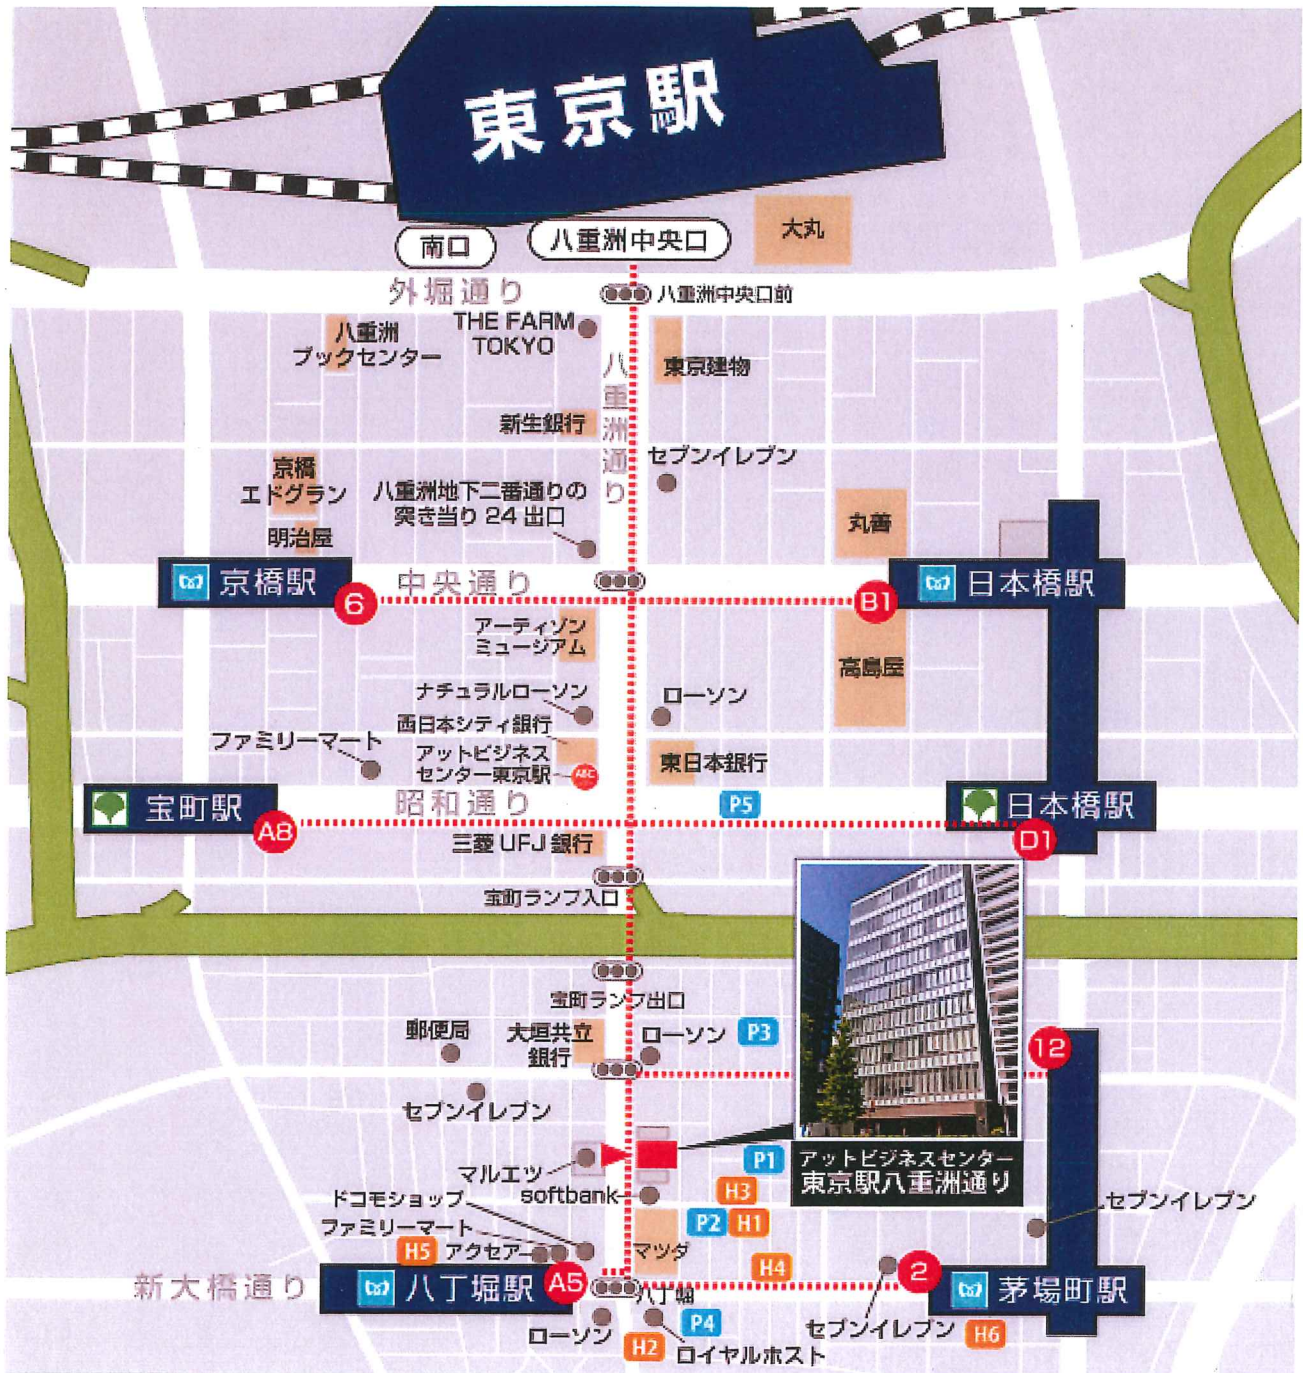 東京駅
大丸
南口
八重洲中央口
外堀通り
八重洲中央口前
THE FARM
TOKYO
八重洲
ブックセンター
八重洲通り
東京建物
新生銀行
セブンイレブン
京橋
エドグラン
八重洲地下二番通りの
突き当り 24 出口
丸善
明治屋
京橋駅
中央通り
日本橋駅
6
B1
アーティゾン
ミュージアム
高島屋
ナチュラルローソン
ローソン
西日本シティ銀行
ファミリーマート
アットビジネス
センター東京駅
ABC
東日本銀行
宝町駅
昭和通り
P5
日本橋駅
A8
D1
三菱 UFJ 銀行
宝町ランプ入口
宝町ランプ出口
郵便局
大垣共立
銀行
ローソン
P3
12
セブンイレブン
マルエツ
P1
アットビジネスセンター
東京駅八重洲通り
softbank
H3
ドコモショップ
セブンイレブン
ファミリーマート
P2
H1
H5
アクセア
マツダ
H4
新大橋通り
八丁堀駅
A5
八丁堀
2
茅場町駅
ローソン
P4
セブンイレブン
H6
H2
ロイヤルホスト